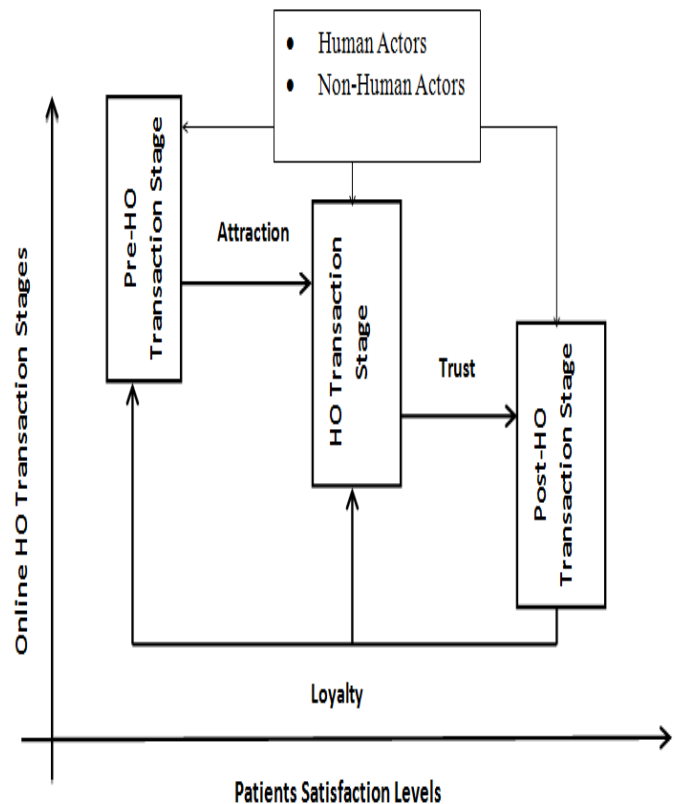 • Human Actors
• Non-Human Actors
Online HO Transaction Stages
Pre-HO
Transaction Stage
Attraction
HO Transaction
Stage
Trust
Post-HO
Transaction Stage
Loyalty
Patients Satisfaction Levels